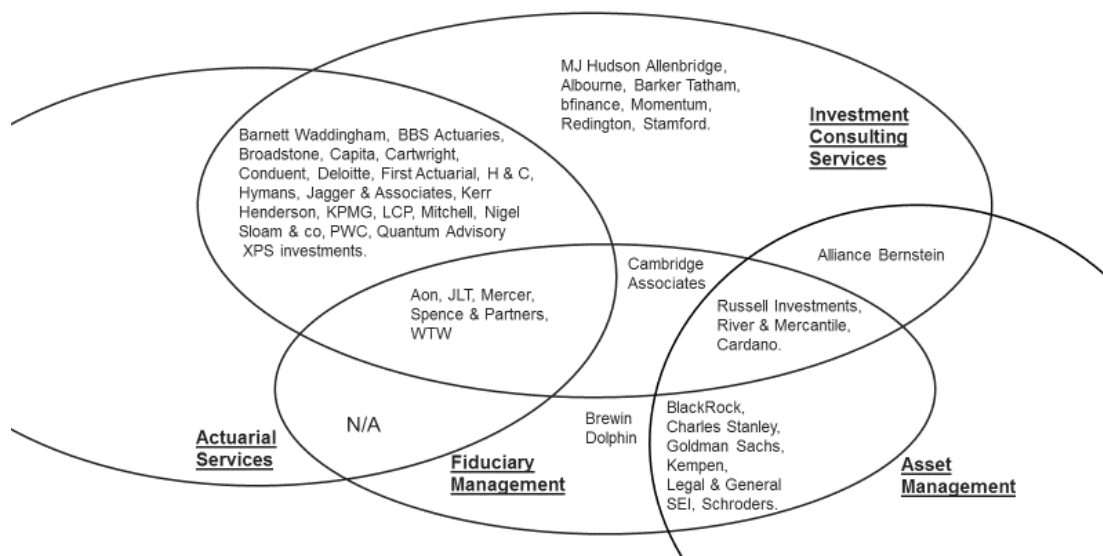 MJ Hudson Allenbridge,
Albourne, Barker Tatham,
bfinance, Momentum,
Redington, Stamford.
Investment
Consulting
Services
Barnett Waddingham, BBS Actuaries,
Broadstone, Capita, Cartwright,
Conduent, Deloitte, First Actuarial, H & C,
Hymans, Jagger & Associates, Kerr
Henderson, KPMG, LCP, Mitchell, Nigel
Sloam & co, PWC, Quantum Advisory
XPS investments.
Cambridge
Associates
Alliance Bernstein
Aon, JLT, Mercer,
Spence & Partners,
WTW
Russell Investments,
River & Mercantile,
Cardano.
N/A
Brewin
Dolphin
BlackRock,
Charles Stanley,
Goldman Sachs,
Kempen,
Legal & General
SEI, Schroders.
Actuarial
Services
Fiduciary
Management
Asset
Management